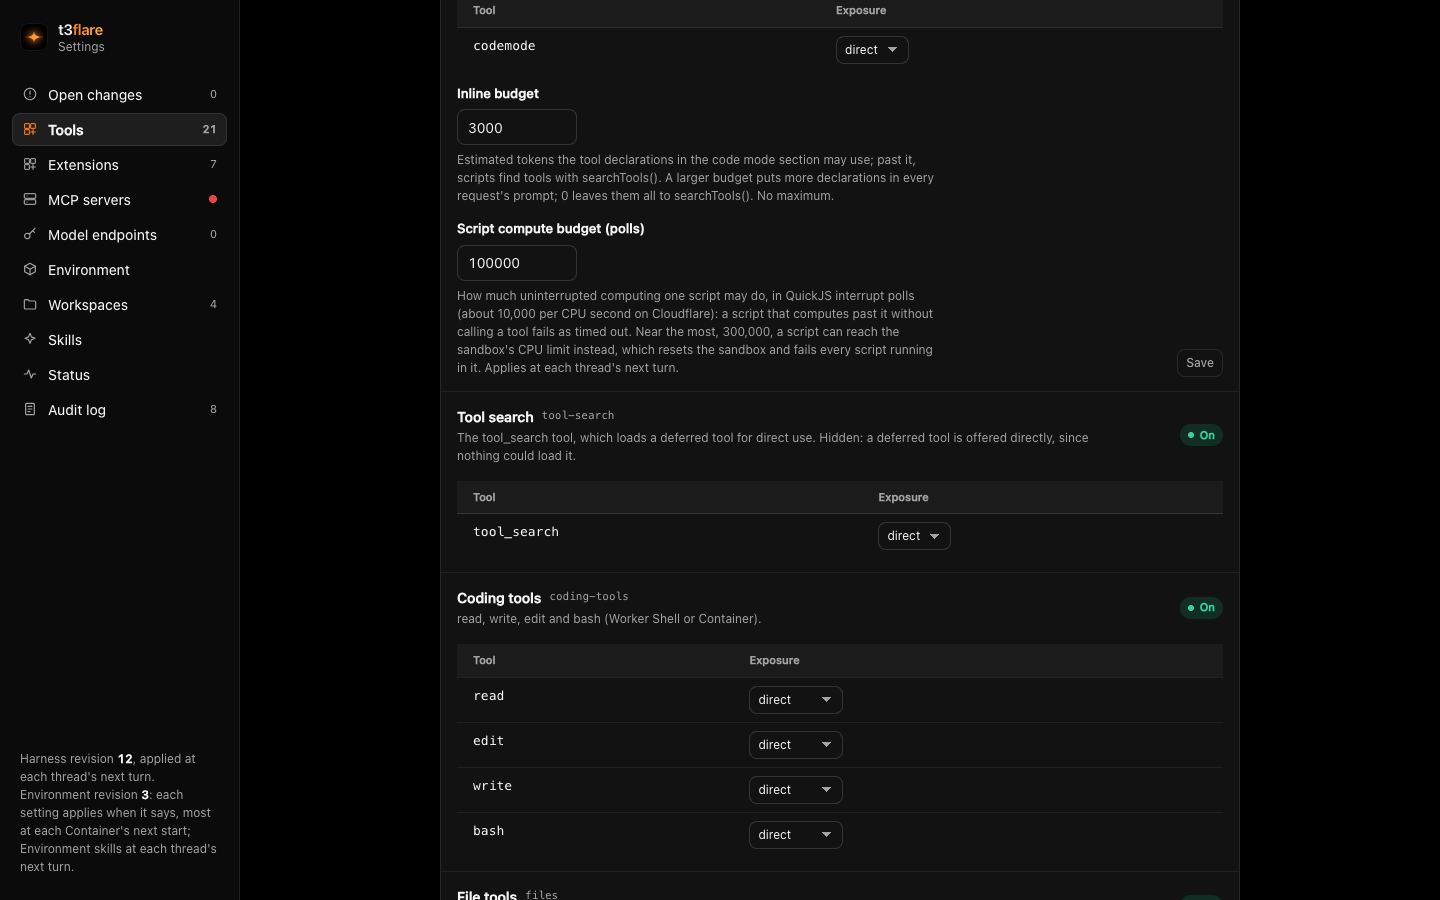 t3flare
Settings
Open changes 0
Tools 21
Extensions 7
MCP servers
Model endpoints 0
Environment
Workspaces 4
Skills
Status
Audit log 8
Harness revision 12, applied at
each thread's next turn.
Environment revision 3: each
setting applies when it says, most
at each Container's next start;
Environment skills at each thread's
next turn.
Tool Exposure
codemode direct
Inline budget
3000
Estimated tokens the tool declarations in the code mode section may use; past it,
scripts find tools with searchTools(). A larger budget puts more declarations in every
request's prompt; 0 leaves them all to searchTools(). No maximum.
Script compute budget (polls)
100000
How much uninterrupted computing one script may do, in QuickJS interrupt polls
(about 10,000 per CPU second on Cloudflare): a script that computes past it without
calling a tool fails as timed out. Near the most, 300,000, a script can reach the
sandbox's CPU limit instead, which resets the sandbox and fails every script running
in it. Applies at each thread's next turn.
Save
Tool search tool-search
The tool_search tool, which loads a deferred tool for direct use. Hidden: a deferred tool is offered directly, since
nothing could load it.
On
Tool Exposure
tool_search direct
Coding tools coding-tools
read, write, edit and bash (Worker Shell or Container).
On
Tool Exposure
read direct
edit direct
write direct
bash direct
File tools files